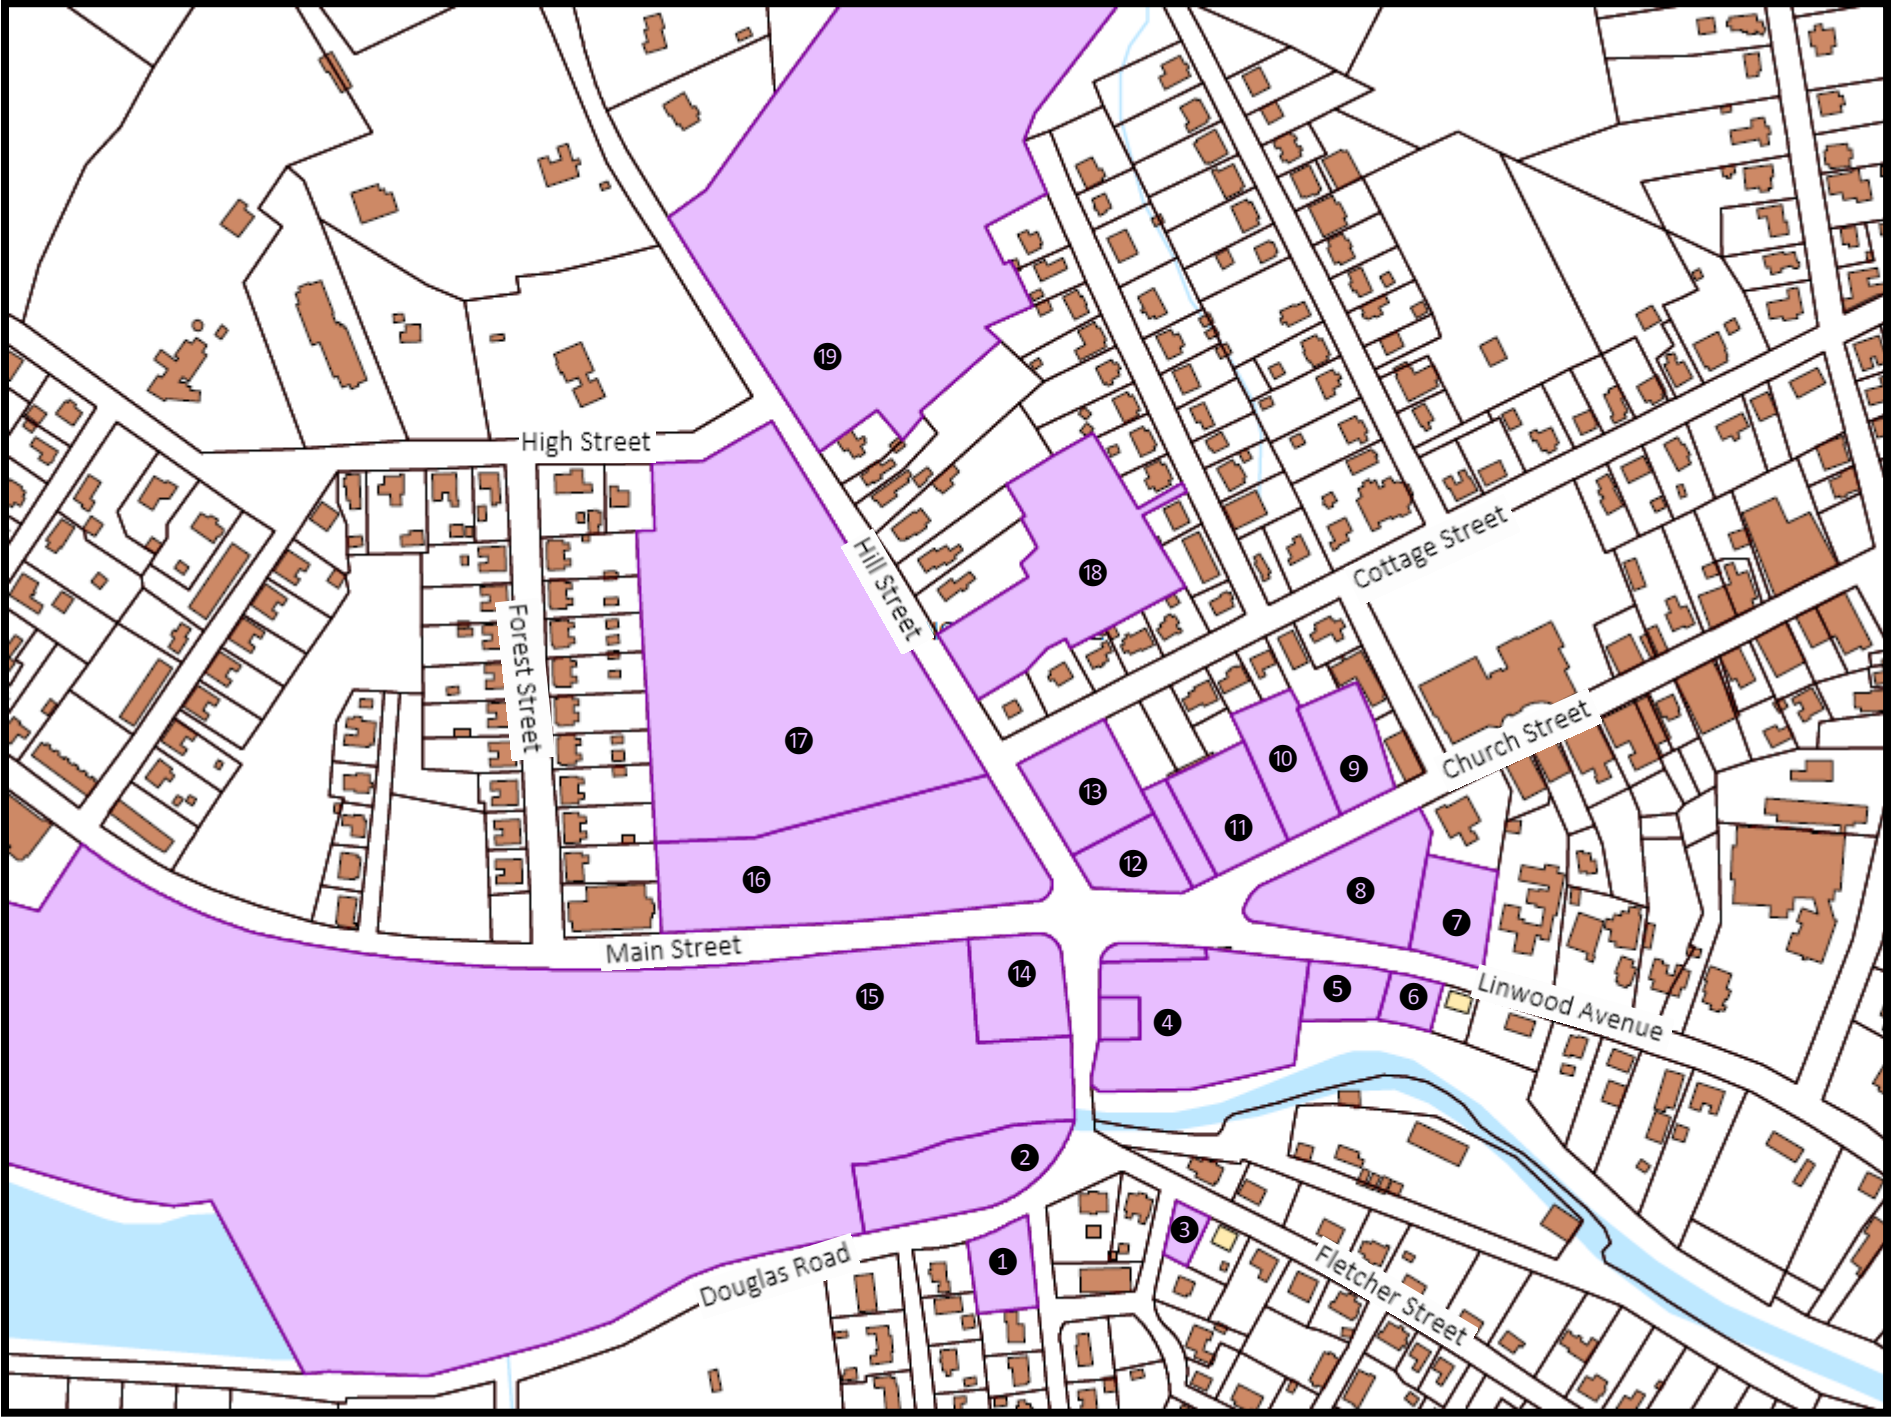 19
High Street
Hill Street
18
Cottage Street
Forest Street
17
Church Street
10
9
13
11
12
16
8
7
Main Street
14
15
5
6
4
Linwood Avenue
2
3
1
Douglas Road
Fletcher Street